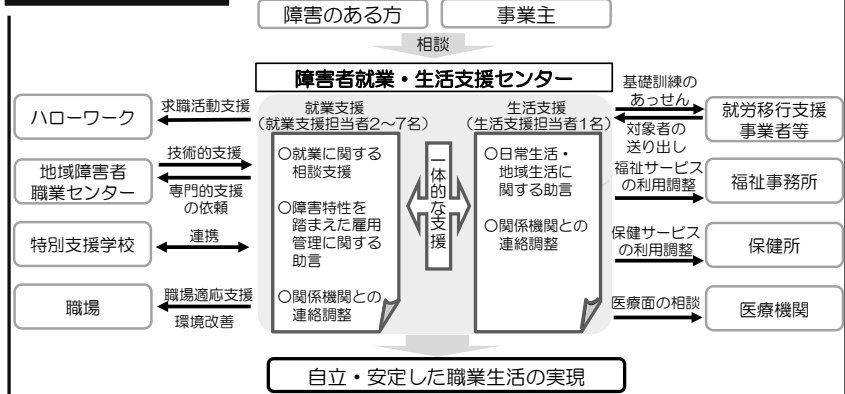 障害のある方
事業主
相談
障害者就業・生活支援センター
ハローワーク
求職活動支援
地域障害者
職業センター
技術的支援
専門的支援
の依頼
特別支援学校
連携
職場
職場適応支援
環境改善
就業支援
(就業支援担当者2~7名)
〇就業に関する
相談支援
〇障害特性を
踏まえた雇用
管理に関する
助言
〇関係機関との
連絡調整
一体的な支援
生活支援
(生活支援担当者1名)
〇日常生活・
地域生活に
関する助言
〇関係機関との
連絡調整
基礎訓練の
あっせん
対象者の
送り出し
就労移行支援
事業者等
福祉サービス
の利用調整
福祉事務所
保健サービス
の利用調整
保健所
医療面の相談
医療機関
自立・安定した職業生活の実現